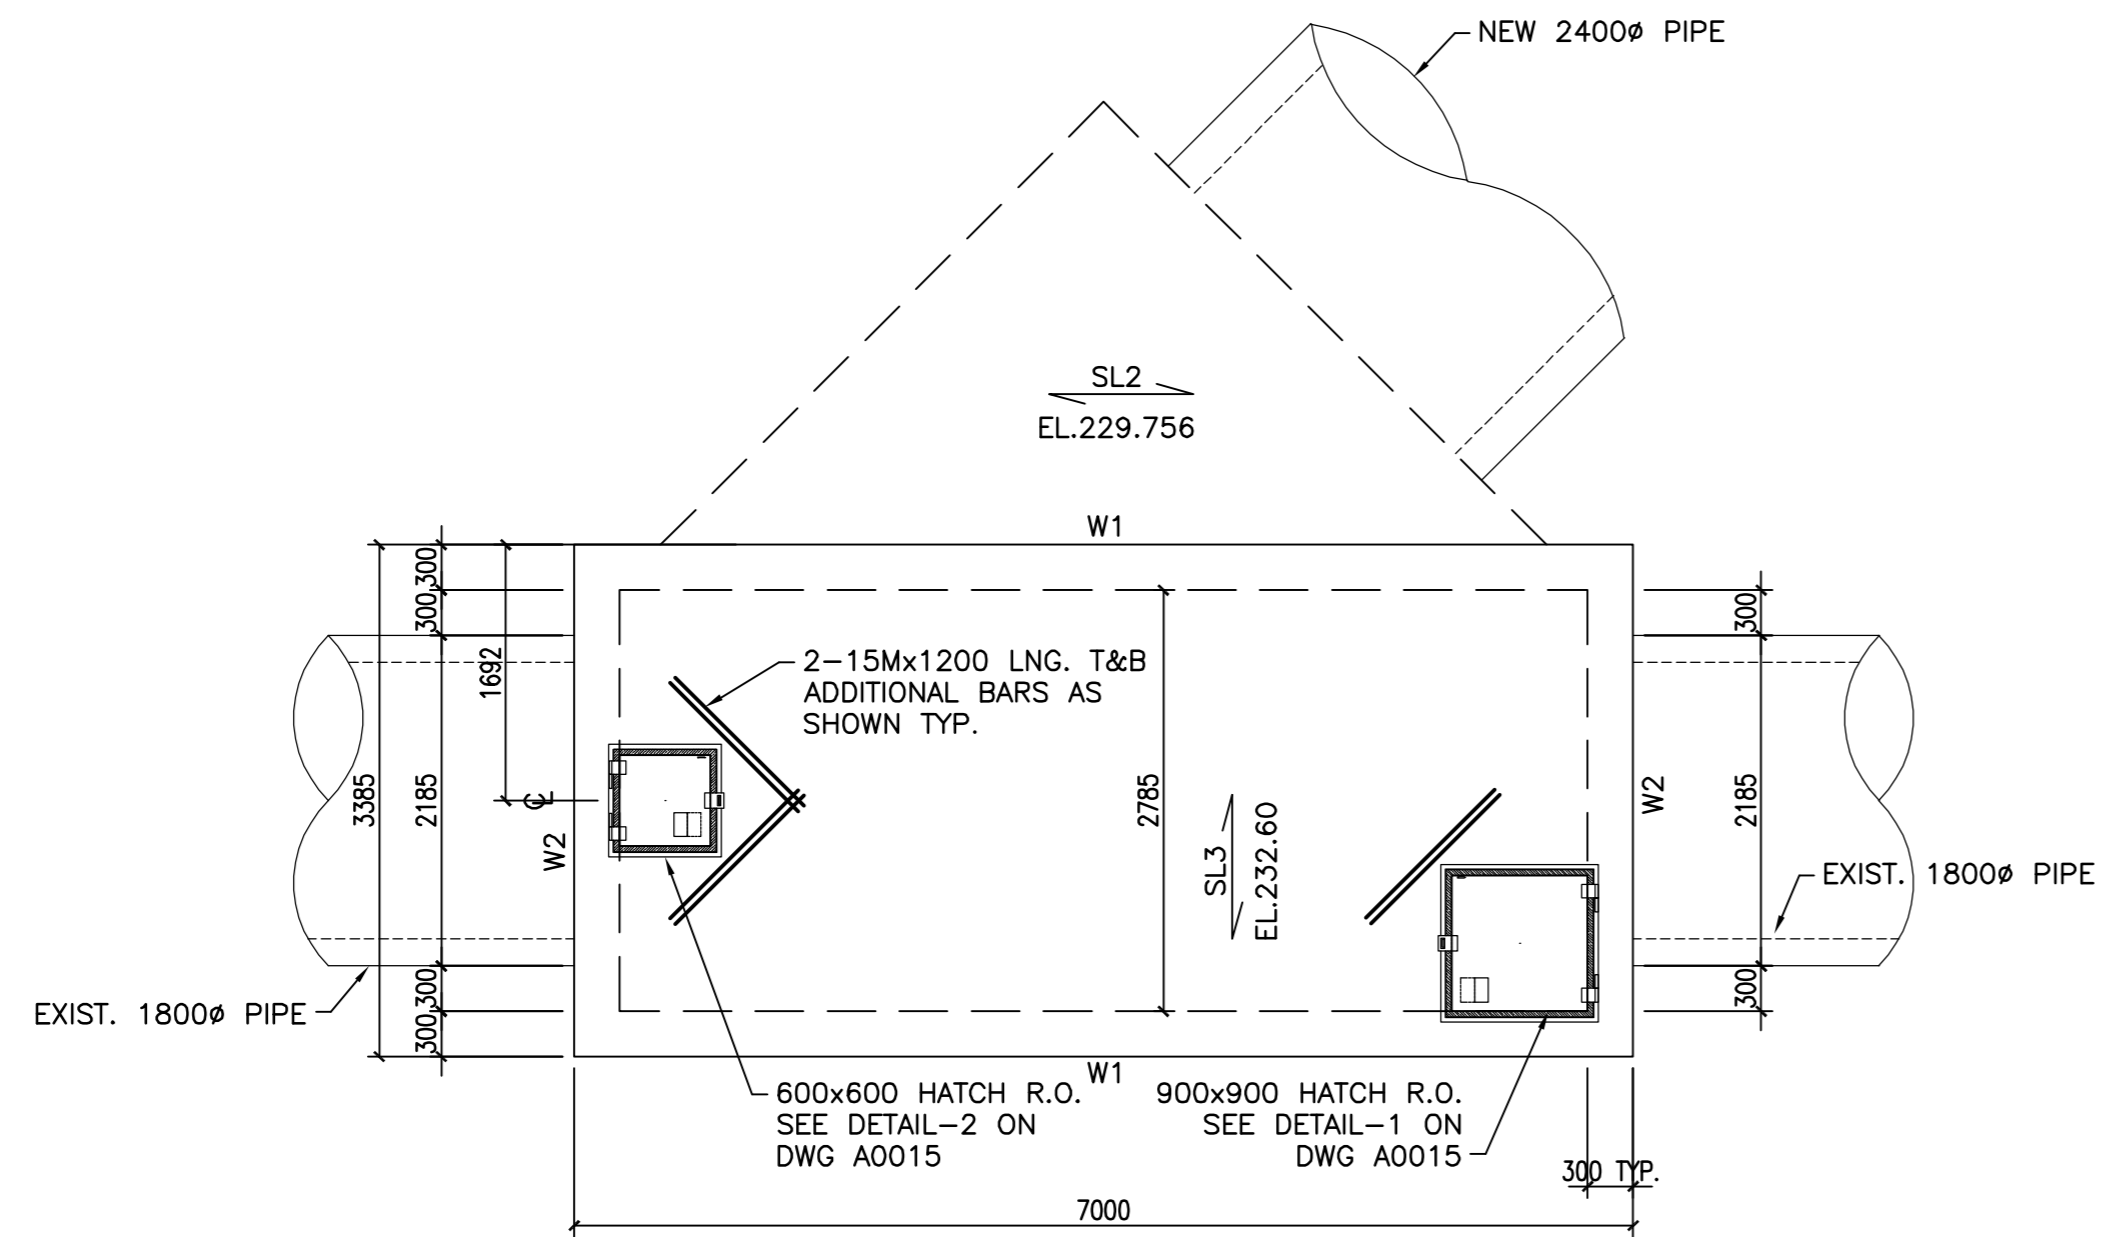 NEW 2400ø PIPE
SL2
EL.229.756
W1
300
300
1692
2185
3385
300
300
℄
W2
2-15Mx1200 LNG. T&B
ADDITIONAL BARS AS
SHOWN TYP.
2785
SL3
EL.232.60
W2
300
2185
300
EXIST. 1800ø PIPE
EXIST. 1800ø PIPE
W1
600x600 HATCH R.O.
SEE DETAIL-2 ON
DWG A0015
900x900 HATCH R.O.
SEE DETAIL-1 ON
DWG A0015
300 TYP.
7000